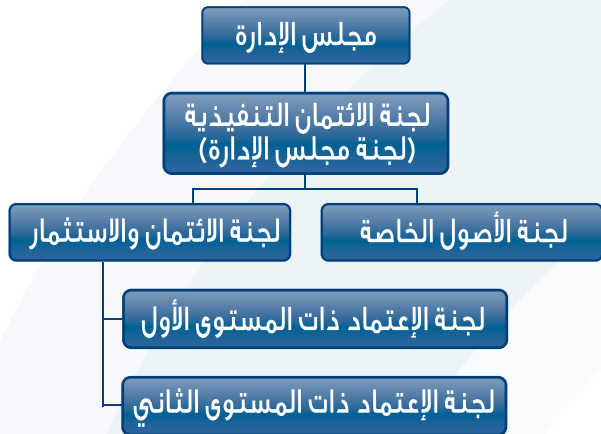 مجلس الإدارة
لجنة الائتمان التنفيذية
(لجنة مجلس الإدارة)
لجنة الأصول الخاصة
لجنة الائتمان والاستثمار
لجنة الإعتماد ذات المستوى الأول
لجنة الإعتماد ذات المستوى الثاني